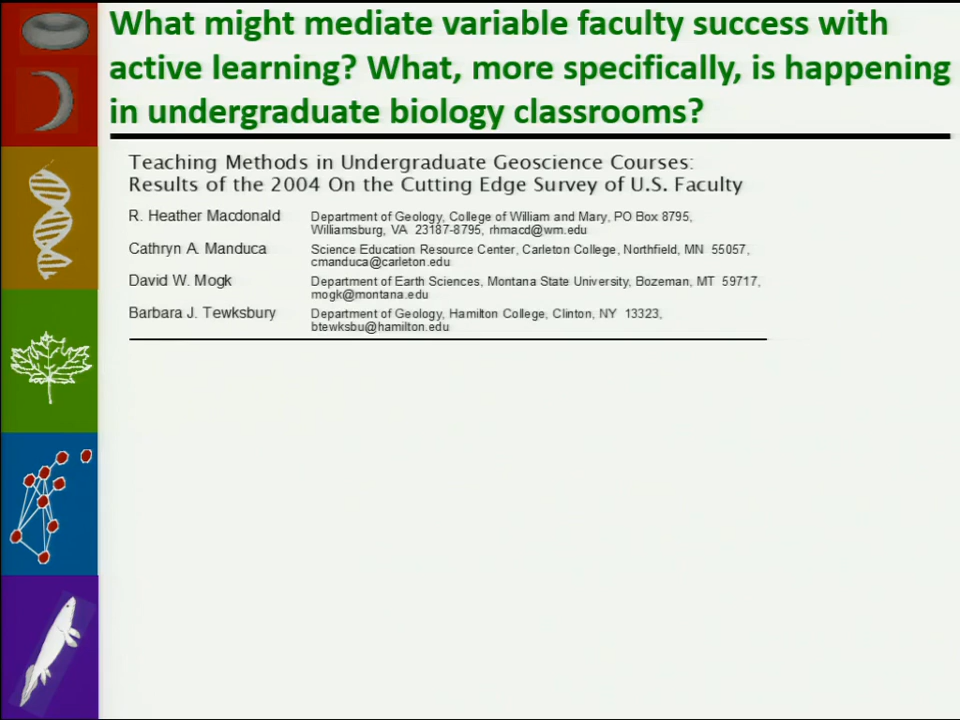 What might mediate variable faculty success with
active learning? What, more specifically, is happening
in undergraduate biology classrooms?
Teaching Methods in Undergraduate Geoscience Courses:
Results of the 2004 On the Cutting Edge Survey of U.S. Faculty
R. Heather Macdonald Department of Geology, College of William and Mary, PO Box 8795,
Williamsburg, VA 23187-8795, rhmacd@wm.edu
Cathryn A. Manduca Science Education Resource Center, Carleton College, Northfield, MN 55057,
cmanduca@carleton.edu
David W. Mogk Department of Earth Sciences, Montana State University, Bozeman, MT 59717,
mogk@montana.edu
Barbara J. Tewksbury Department of Geology, Hamilton College, Clinton, NY 13323,
btewksbu@hamilton.edu